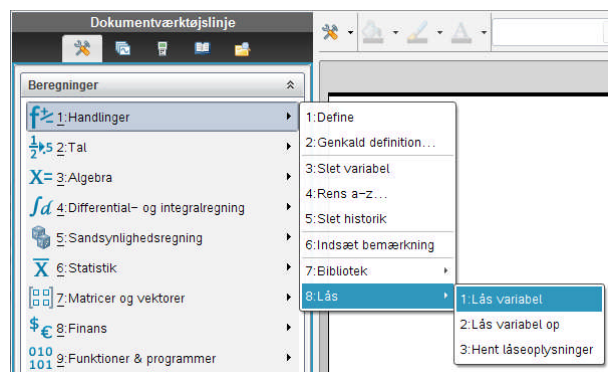 Dokumentværktøjslinje
Beregninger
1:Handlinger
2:Tal
3:Algebra
4:Differential- og integralregning
5:Sandsynlighedsregning
6:Statistik
7:Matricer og vektorer
8:Finans
9:Funktioner & programmer
1:Define
2:Genkald definition...
3:Slet variabel
4:Rens a-z...
5:Slet historik
6:Indsæt bemærkning
7:Bibliotek
8:Lås
1:Lås variabel
2:Lås variabel op
3:Hent låseoplysninger